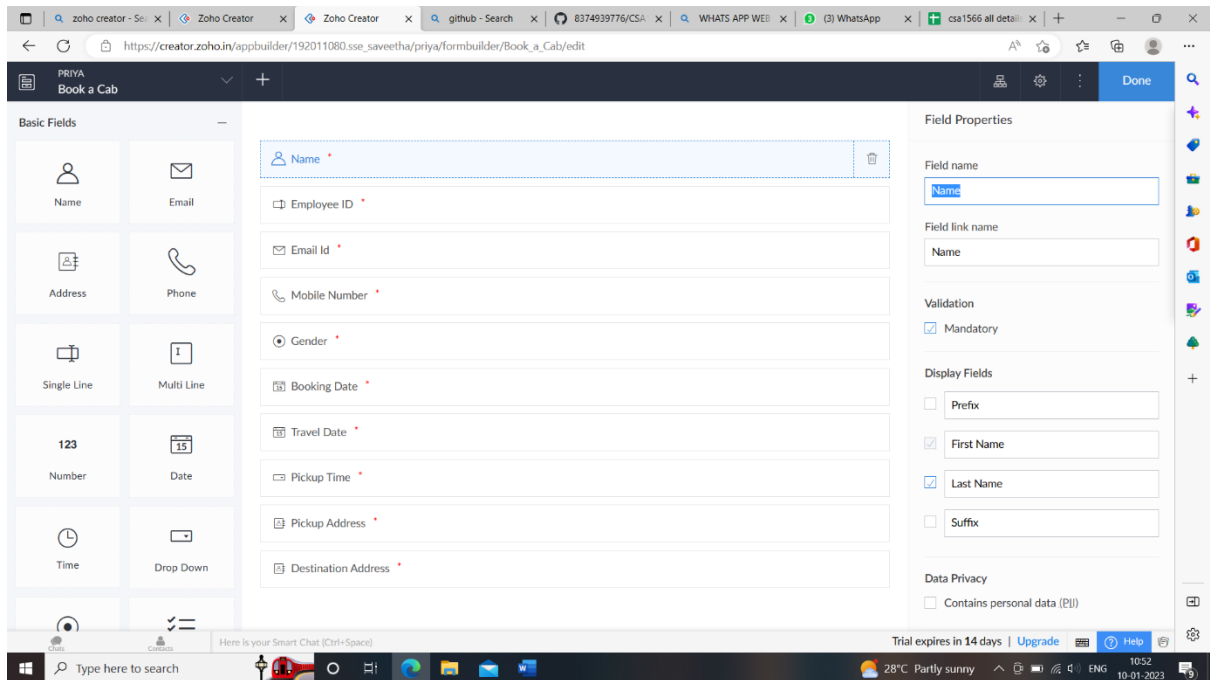 zoho creator - Sea
Zoho Creator
Zoho Creator
github - Search
8374939776/CSA
WHATS APP WEB
(3) WhatsApp
csa1566 all details
https://creator.zoho.in/appbuilder/192011080.sse_saveetha/priya/formbuilder/Book_a_Cab/edit
PRIYA
Book a Cab
Done
Basic Fields
Name
Email
Address
Phone
Single Line
Multi Line
123
Number
15
Date
Time
Drop Down
Name *
Employee ID *
Email Id *
Mobile Number *
Gender *
Booking Date *
Travel Date *
Pickup Time *
Pickup Address *
Destination Address *
Field Properties
Field name
Name
Field link name
Name
Validation
Mandatory
Display Fields
Prefix
First Name
Last Name
Suffix
Data Privacy
Contains personal data (PII)
Chats
Contacts
Here is your Smart Chat (Ctrl+Space)
Trial expires in 14 days | Upgrade
Help
Type here to search
28°C Partly sunny
ENG
10:52
10-01-2023